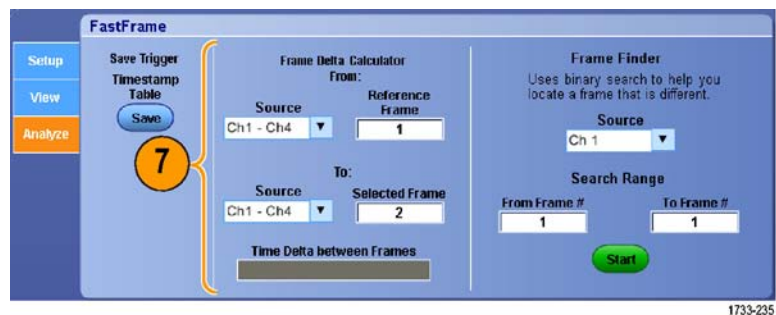 FastFrame
Setup
View
Analyze
Save Trigger
Timestamp
Table
Save
7
Frame Delta Calculator
From:
Source
Reference
Frame
Ch1 - Ch4
1
To:
Source
Selected Frame
Ch1 - Ch4
2
Time Delta between Frames
Frame Finder
Uses binary search to help you
locate a frame that is different.
Source
Ch 1
Search Range
From Frame #
To Frame #
1
1
Start
1733-235